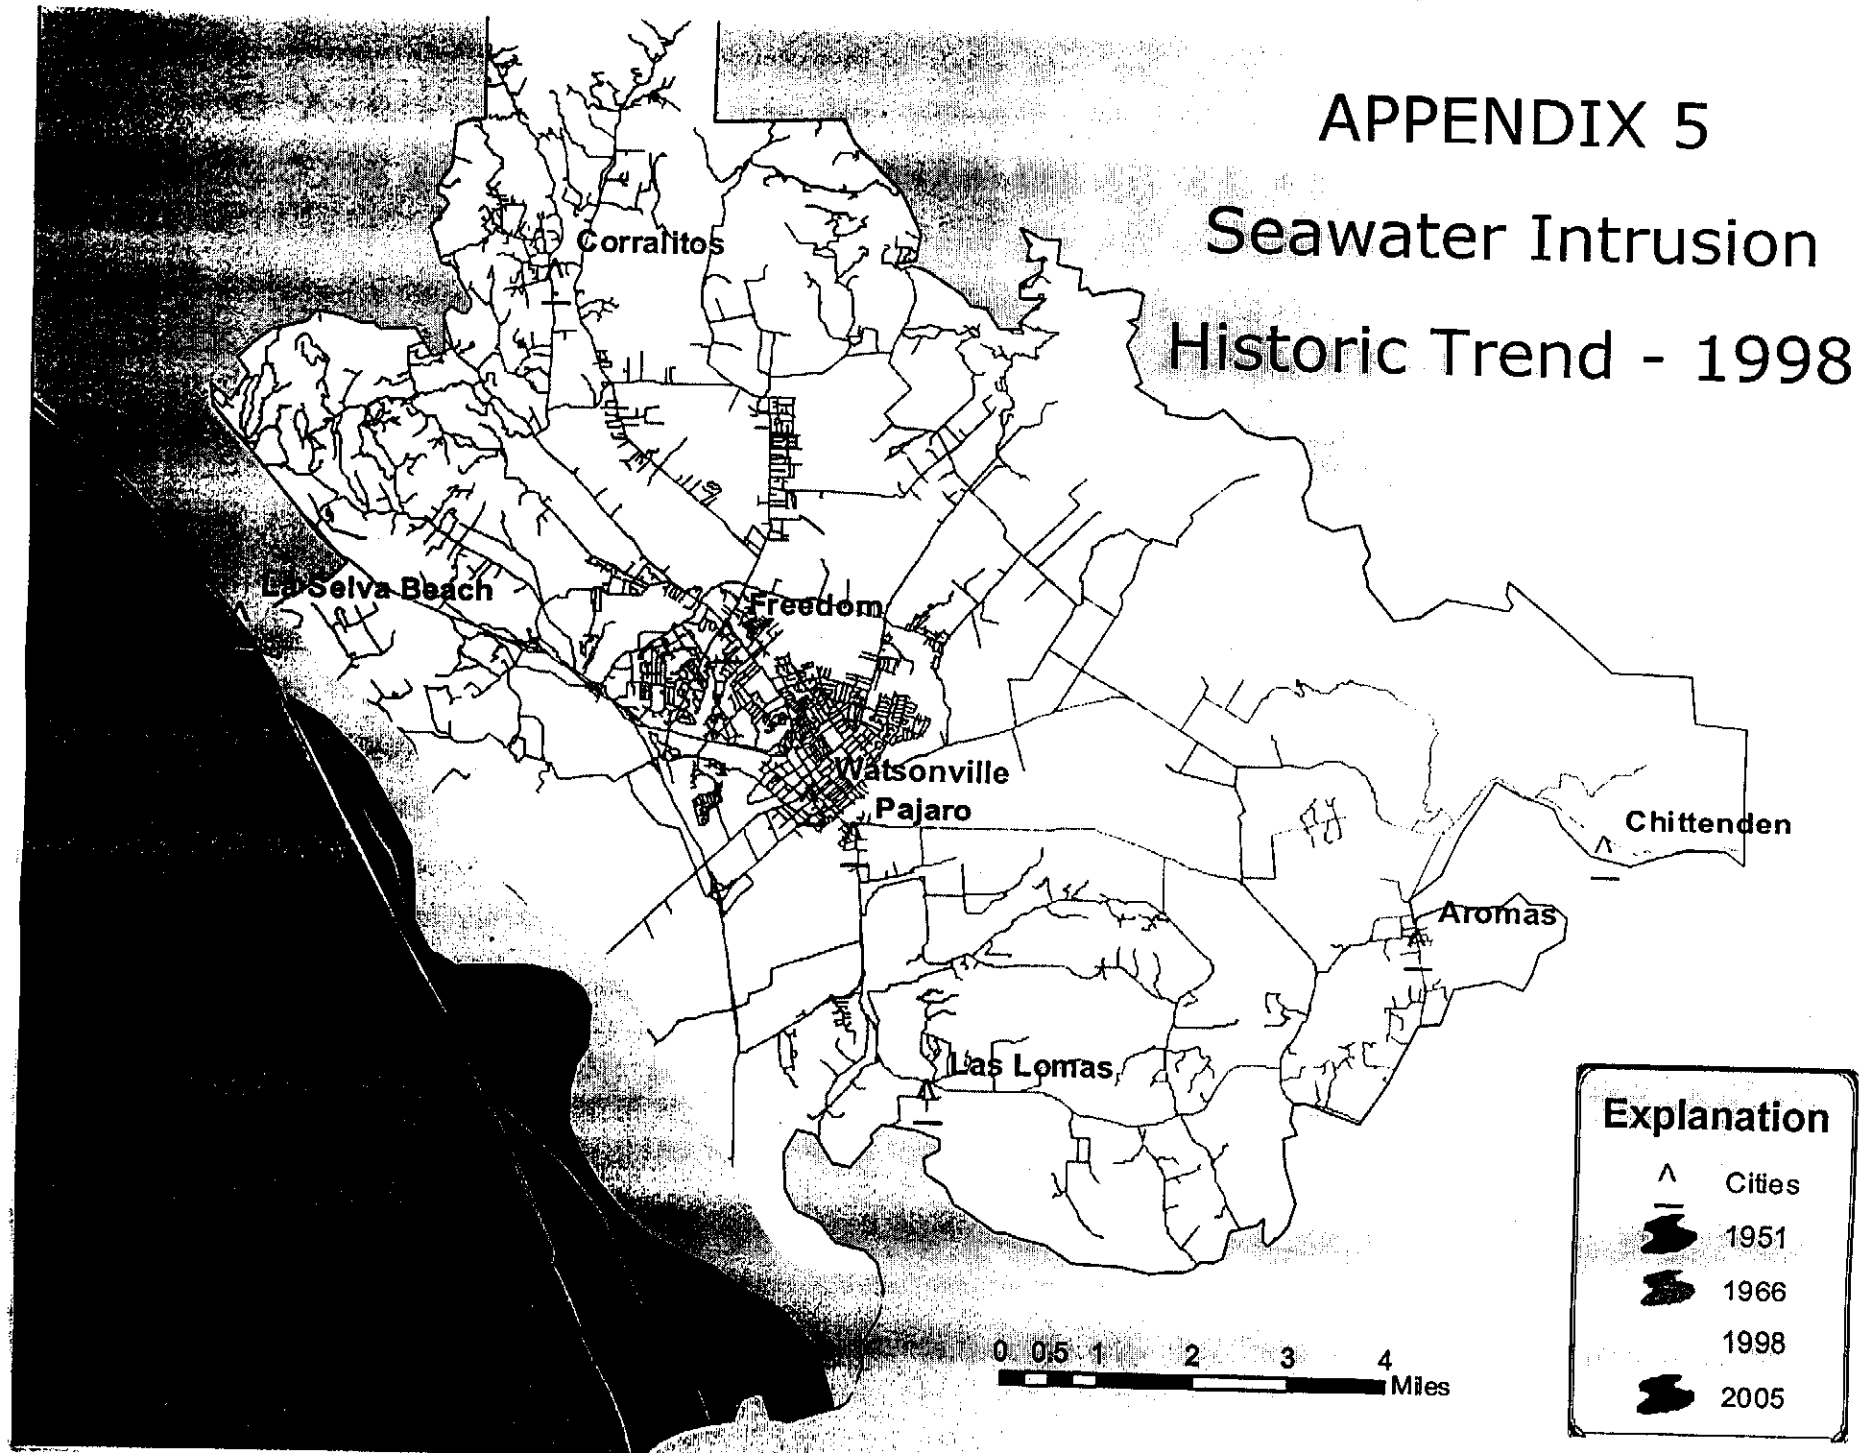 APPENDIX 5
Seawater Intrusion
Historic Trend - 1998
Corralitos
La Selva Beach
Freedom
Watsonville
Pajaro
Chittenden
Aromas
Las Lomas
Explanation
Cities
1951
1966
1998
2005
0 0.5 1 2 3 4
Miles